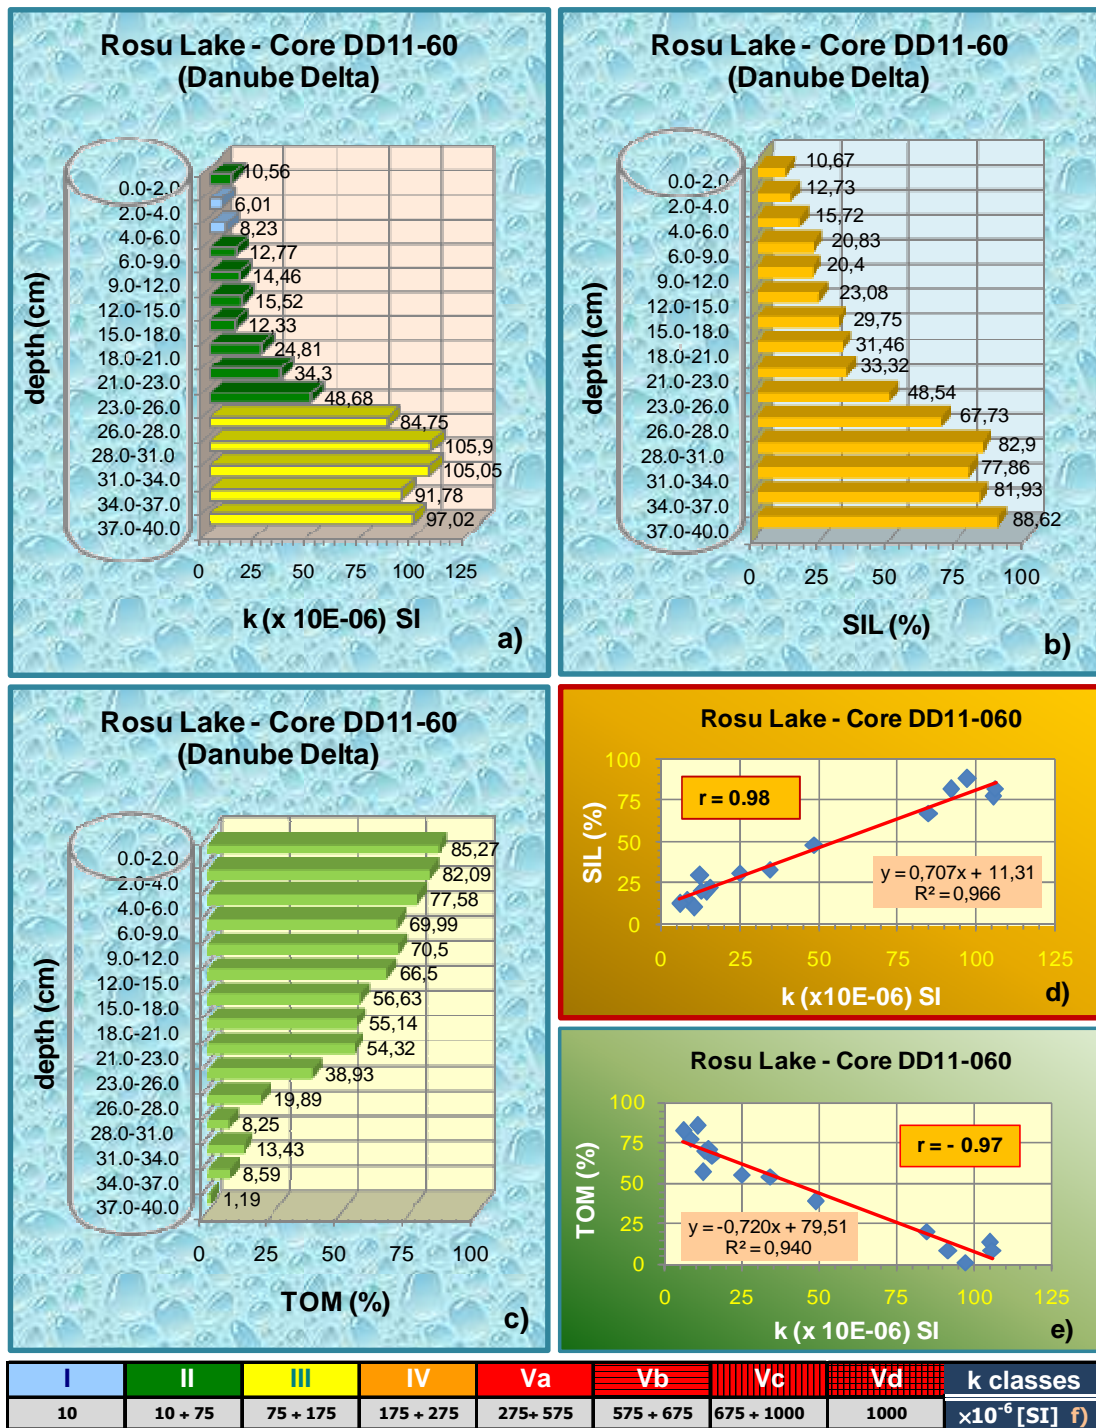 Rosu Lake - Core DD11-60
(Danube Delta)
depth (cm)
0.0-2.0
2.0-4.0
4.0-6.0
6.0-9.0
9.0-12.0
12.0-15.0
15.0-18.0
18.0-21.0
21.0-23.0
23.0-26.0
26.0-28.0
28.0-31.0
31.0-34.0
34.0-37.0
37.0-40.0
10,56
6,01
8,23
12,77
14,46
15,52
12,33
24,81
34,3
48,68
84,75
105,9
105,05
91,78
97,02
0 25 50 75 100 125
k (x 10E-06) SI
a)
Rosu Lake - Core DD11-60
(Danube Delta)
depth (cm)
0.0-2.0
2.0-4.0
4.0-6.0
6.0-9.0
9.0-12.0
12.0-15.0
15.0-18.0
18.0-21.0
21.0-23.0
23.0-26.0
26.0-28.0
28.0-31.0
31.0-34.0
34.0-37.0
37.0-40.0
10,67
12,73
15,72
20,83
20,4
23,08
29,75
31,46
33,32
48,54
67,73
82,9
77,86
81,93
88,62
0 25 50 75 100
SIL (%)
b)
Rosu Lake - Core DD11-60
(Danube Delta)
depth (cm)
0.0-2.0
2.0-4.0
4.0-6.0
6.0-9.0
9.0-12.0
12.0-15.0
15.0-18.0
18.0-21.0
21.0-23.0
23.0-26.0
26.0-28.0
28.0-31.0
31.0-34.0
34.0-37.0
37.0-40.0
85,27
82,09
77,58
69,99
70,5
66,5
56,63
55,14
54,32
38,93
19,89
8,25
13,43
8,59
1,19
0 25 50 75 100
TOM (%)
c)
Rosu Lake - Core DD11-060
SIL (%)
100
75
50
25
0
r = 0.98
y = 0,707x + 11,31
R² = 0,966
0 25 50 75 100 125
k (x10E-06) SI
d)
Rosu Lake - Core DD11-060
TOM (%)
100
75
50
25
0
r = - 0.97
y = -0,720x + 79,51
R² = 0,940
0 25 50 75 100 125
k (x 10E-06) SI
e)
I II III IV Va Vb Vc Vd k classes
10 10 + 75 75 + 175 175 + 275 275+ 575 575 + 675 675 + 1000 1000 ×10⁻⁶ [SI] f)